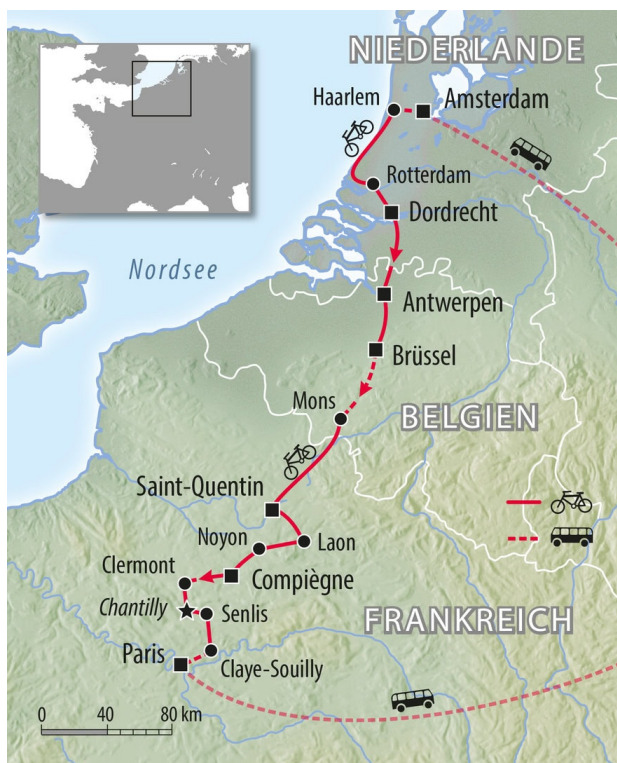 NIEDERLANDE
Haarlem
Amsterdam
Rotterdam
Dordrecht
Nordsee
Antwerpen
Brüssel
Mons
BELGIEN
Saint-Quentin
Noyon
Laon
Clermont
Compiègne
Chantilly
Senlis
FRANKREICH
Paris
Claye-Souilly
0 40 80 km